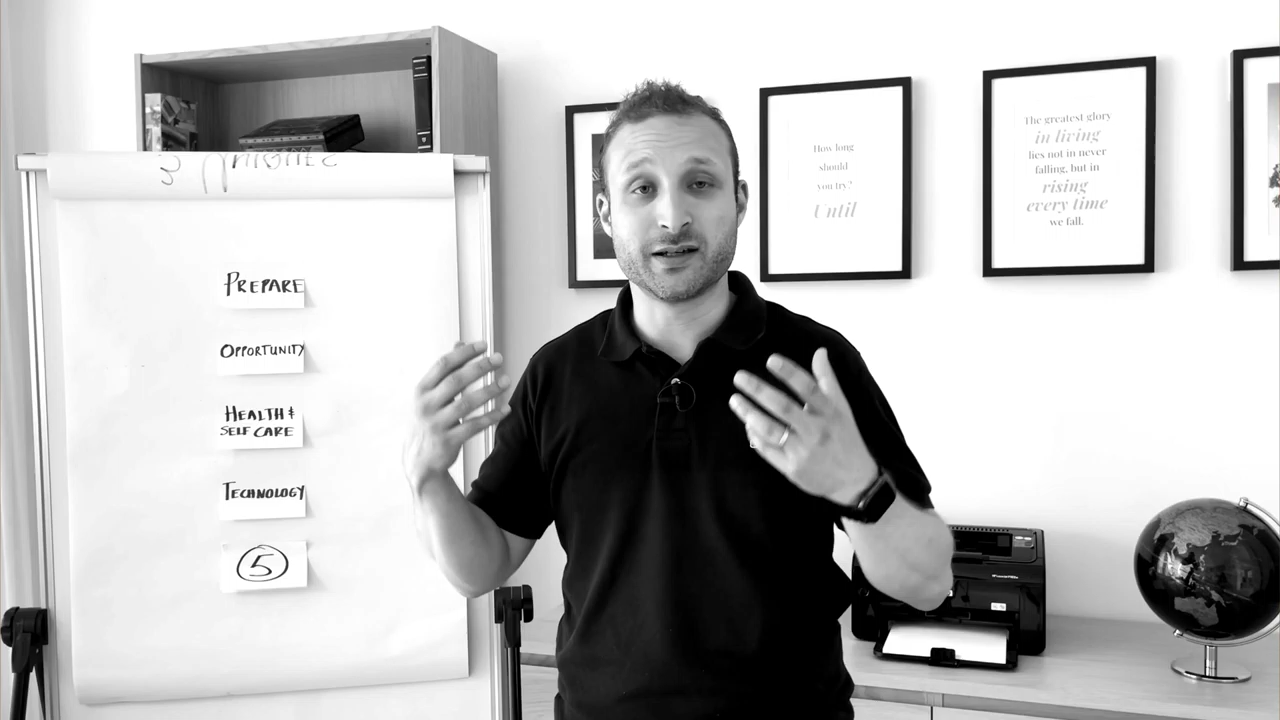 PREPARE
OPPORTUNITY
HEALTH &
SELF CARE
TECHNOLOGY
5
How long
should
you try?
Until
The greatest glory
in living
lies not in never
falling, but in
rising
every time
we fall.